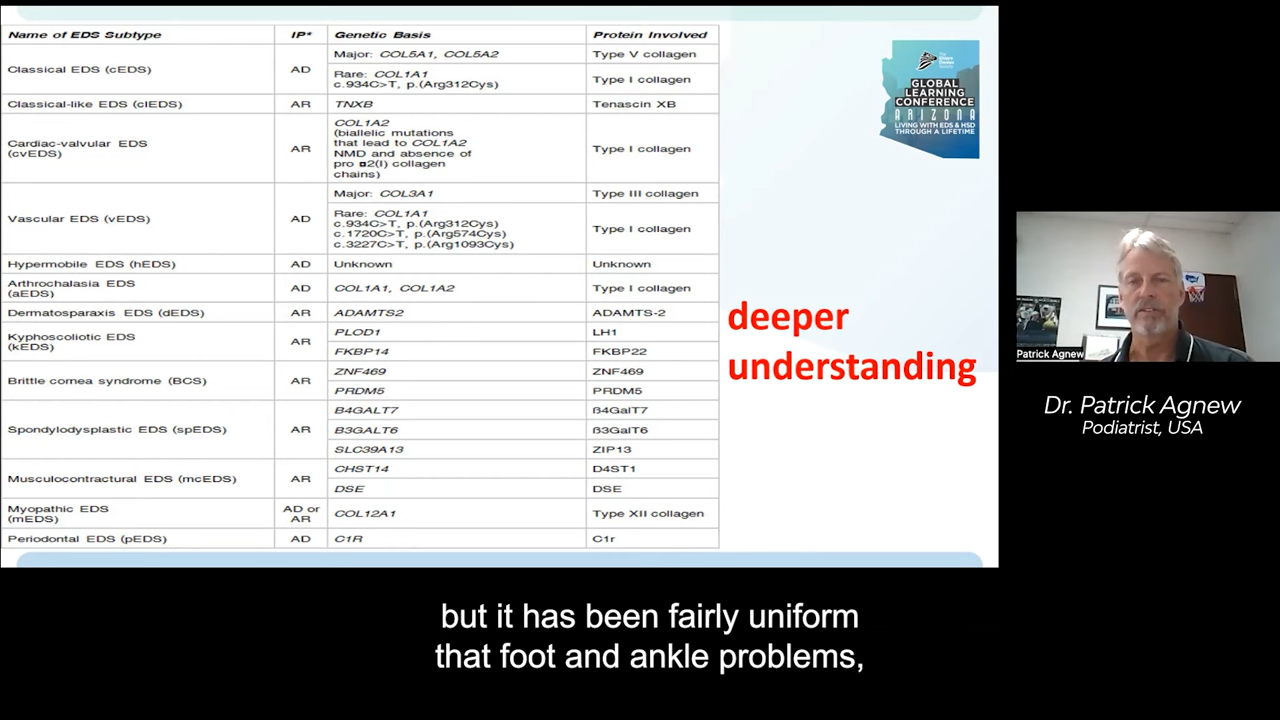 Name of EDS Subtype IP* Genetic Basis Protein Involved
Classical EDS (cEDS) AD Major: COL5A1, COL5A2 Type V collagen
Rare: COL1A1
c.934C>T, p.(Arg312Cys) Type I collagen
Classical-like EDS (clEDS) AR TNXB Tenascin XB
Cardiac-valvular EDS
(cvEDS) AR COL1A2
(biallelic mutations
that lead to COL1A2
NMD and absence of
pro 2(I) collagen
chains) Type I collagen
Vascular EDS (vEDS) AD Major: COL3A1 Type III collagen
Rare: COL1A1
c.934C>T, p.(Arg312Cys)
c.1720C>T, p.(Arg574Cys)
c.3227C>T, p.(Arg1093Cys) Type I collagen
Hypermobile EDS (hEDS) AD Unknown Unknown
Arthrochalasia EDS
(aEDS) AD COL1A1, COL1A2 Type I collagen
Dermatosparaxis EDS (dEDS) AR ADAMTS2 ADAMTS-2
Kyphoscoliotic EDS
(kEDS) AR PLOD1 LH1
FKBP14 FKBP22
Brittle cornea syndrome (BCS) AR ZNF469 ZNF469
PRDM5 PRDM5
Spondylodysplastic EDS (spEDS) AR B4GALT7 ß4GalT7
B3GALT6 ß3GalT6
SLC39A13 ZIP13
Musculocontractural EDS (mcEDS) AR CHST14 D4ST1
DSE DSE
Myopathic EDS
(mEDS) AD or
AR COL12A1 Type XII collagen
Periodontal EDS (pEDS) AD C1R C1r
deeper
understanding
GLOBAL
LEARNING
CONFERENCE
ARIZONA
LIVING WITH EDS & HSD
THROUGH A LIFETIME
Patrick Agnew
Dr. Patrick Agnew
Podiatrist, USA
but it has been fairly uniform
that foot and ankle problems,